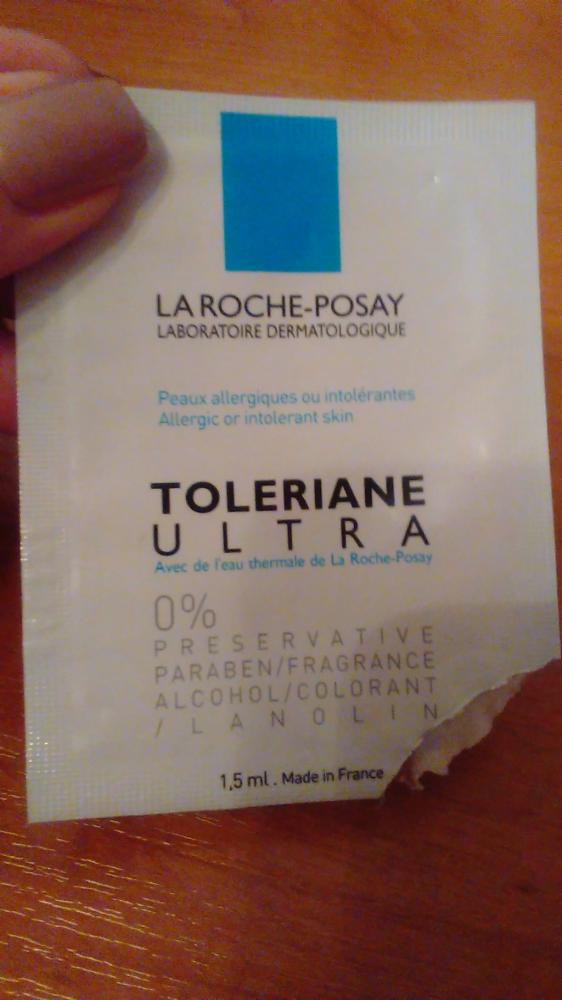 LA ROCHE-POSAY
LABORATOIRE DERMATOLOGIQUE
Peaux allergiques ou intolérantes
Allergic or intolerant skin
TOLERIANE
ULTRA
Avec de l'eau thermale de La Roche-Posay
0%
PRESERVATIVE
PARABEN/FRAGRANCE
ALCOHOL/COLORANT
/LANOLIN
1,5 ml . Made in France